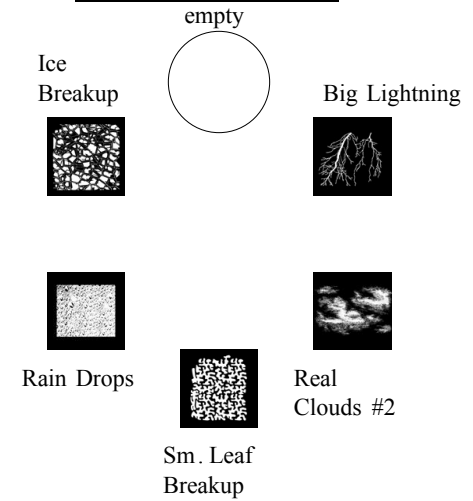 empty
Ice
Breakup
Big Lightning
Rain Drops
Real
Clouds #2
Sm. Leaf
Breakup